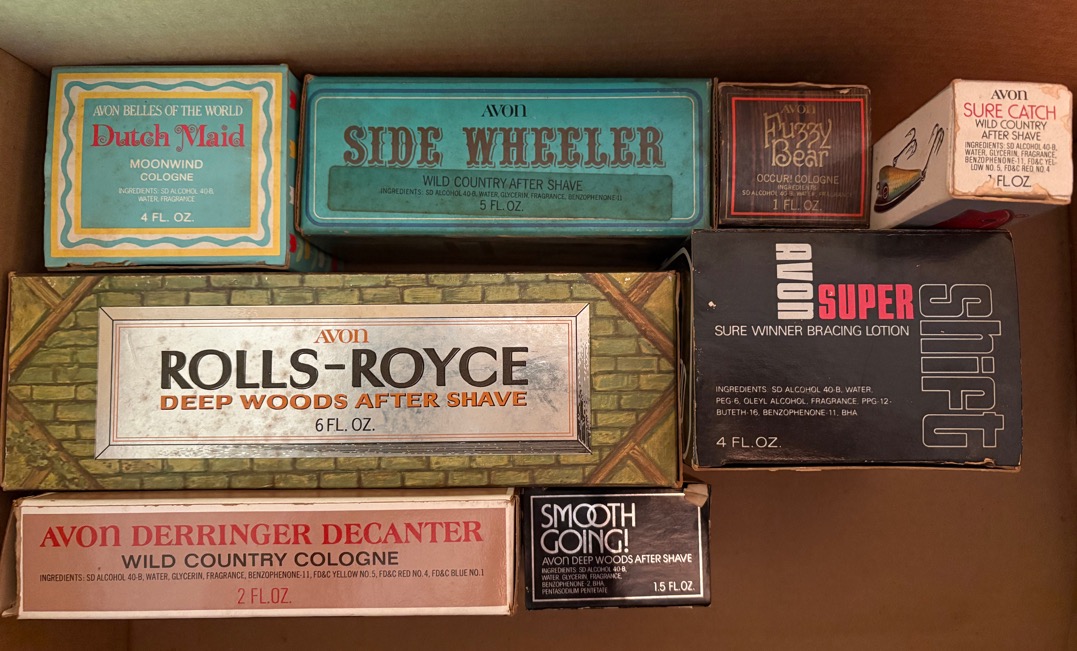 AVON BELLES OF THE WORLD
Dutch Maid
MOONWIND
COLOGNE
INGREDIENTS: SD ALCOHOL 40-B,
WATER, FRAGRANCE
4 FL. OZ.
AVON
SIDE WHEELER
WILD COUNTRY AFTER SHAVE
INGREDIENTS: SD ALCOHOL 40-B, WATER, GLYCERIN, FRAGRANCE, BENZOPHENONE-11
5 FL. OZ.
AVON
Fuzzy
Bear
OCCUR! COLOGNE
INGREDIENTS:
SD ALCOHOL 40-B, WATER, FRAGRANCE
1 FL. OZ.
AVON
SURE CATCH
WILD COUNTRY
AFTER SHAVE
INGREDIENTS: SD ALCOHOL 40-B,
WATER, GLYCERIN, FRAGRANCE,
BENZOPHENONE-11, FD&C YEL-
LOW NO. 5, FD&C RED NO. 4
FL OZ.
AVON
ROLLS-ROYCE
DEEP WOODS AFTER SHAVE
6 FL. OZ.
AVON
SUPER
Shift
SURE WINNER BRACING LOTION
INGREDIENTS: SD ALCOHOL 40-B, WATER,
PEG-6, OLEYL ALCOHOL, FRAGRANCE, PPG-12-
BUTETH-16, BENZOPHENONE-11, BHA
4 FL.OZ.
AVON DERRINGER DECANTER
WILD COUNTRY COLOGNE
INGREDIENTS: SD ALCOHOL 40-B, WATER, GLYCERIN, FRAGRANCE, BENZOPHENONE-11, FD&C YELLOW NO. 5, FD&C RED NO. 4, FD&C BLUE NO. 1
2 FL.OZ.
SMOOTH
GOING!
AVON DEEP WOODS AFTER SHAVE
INGREDIENTS: SD ALCOHOL 40-B,
WATER, GLYCERIN, FRAGRANCE,
BENZOPHENONE-2, BHA,
PENTASODIUM PENTETATE
1.5 FL.OZ.